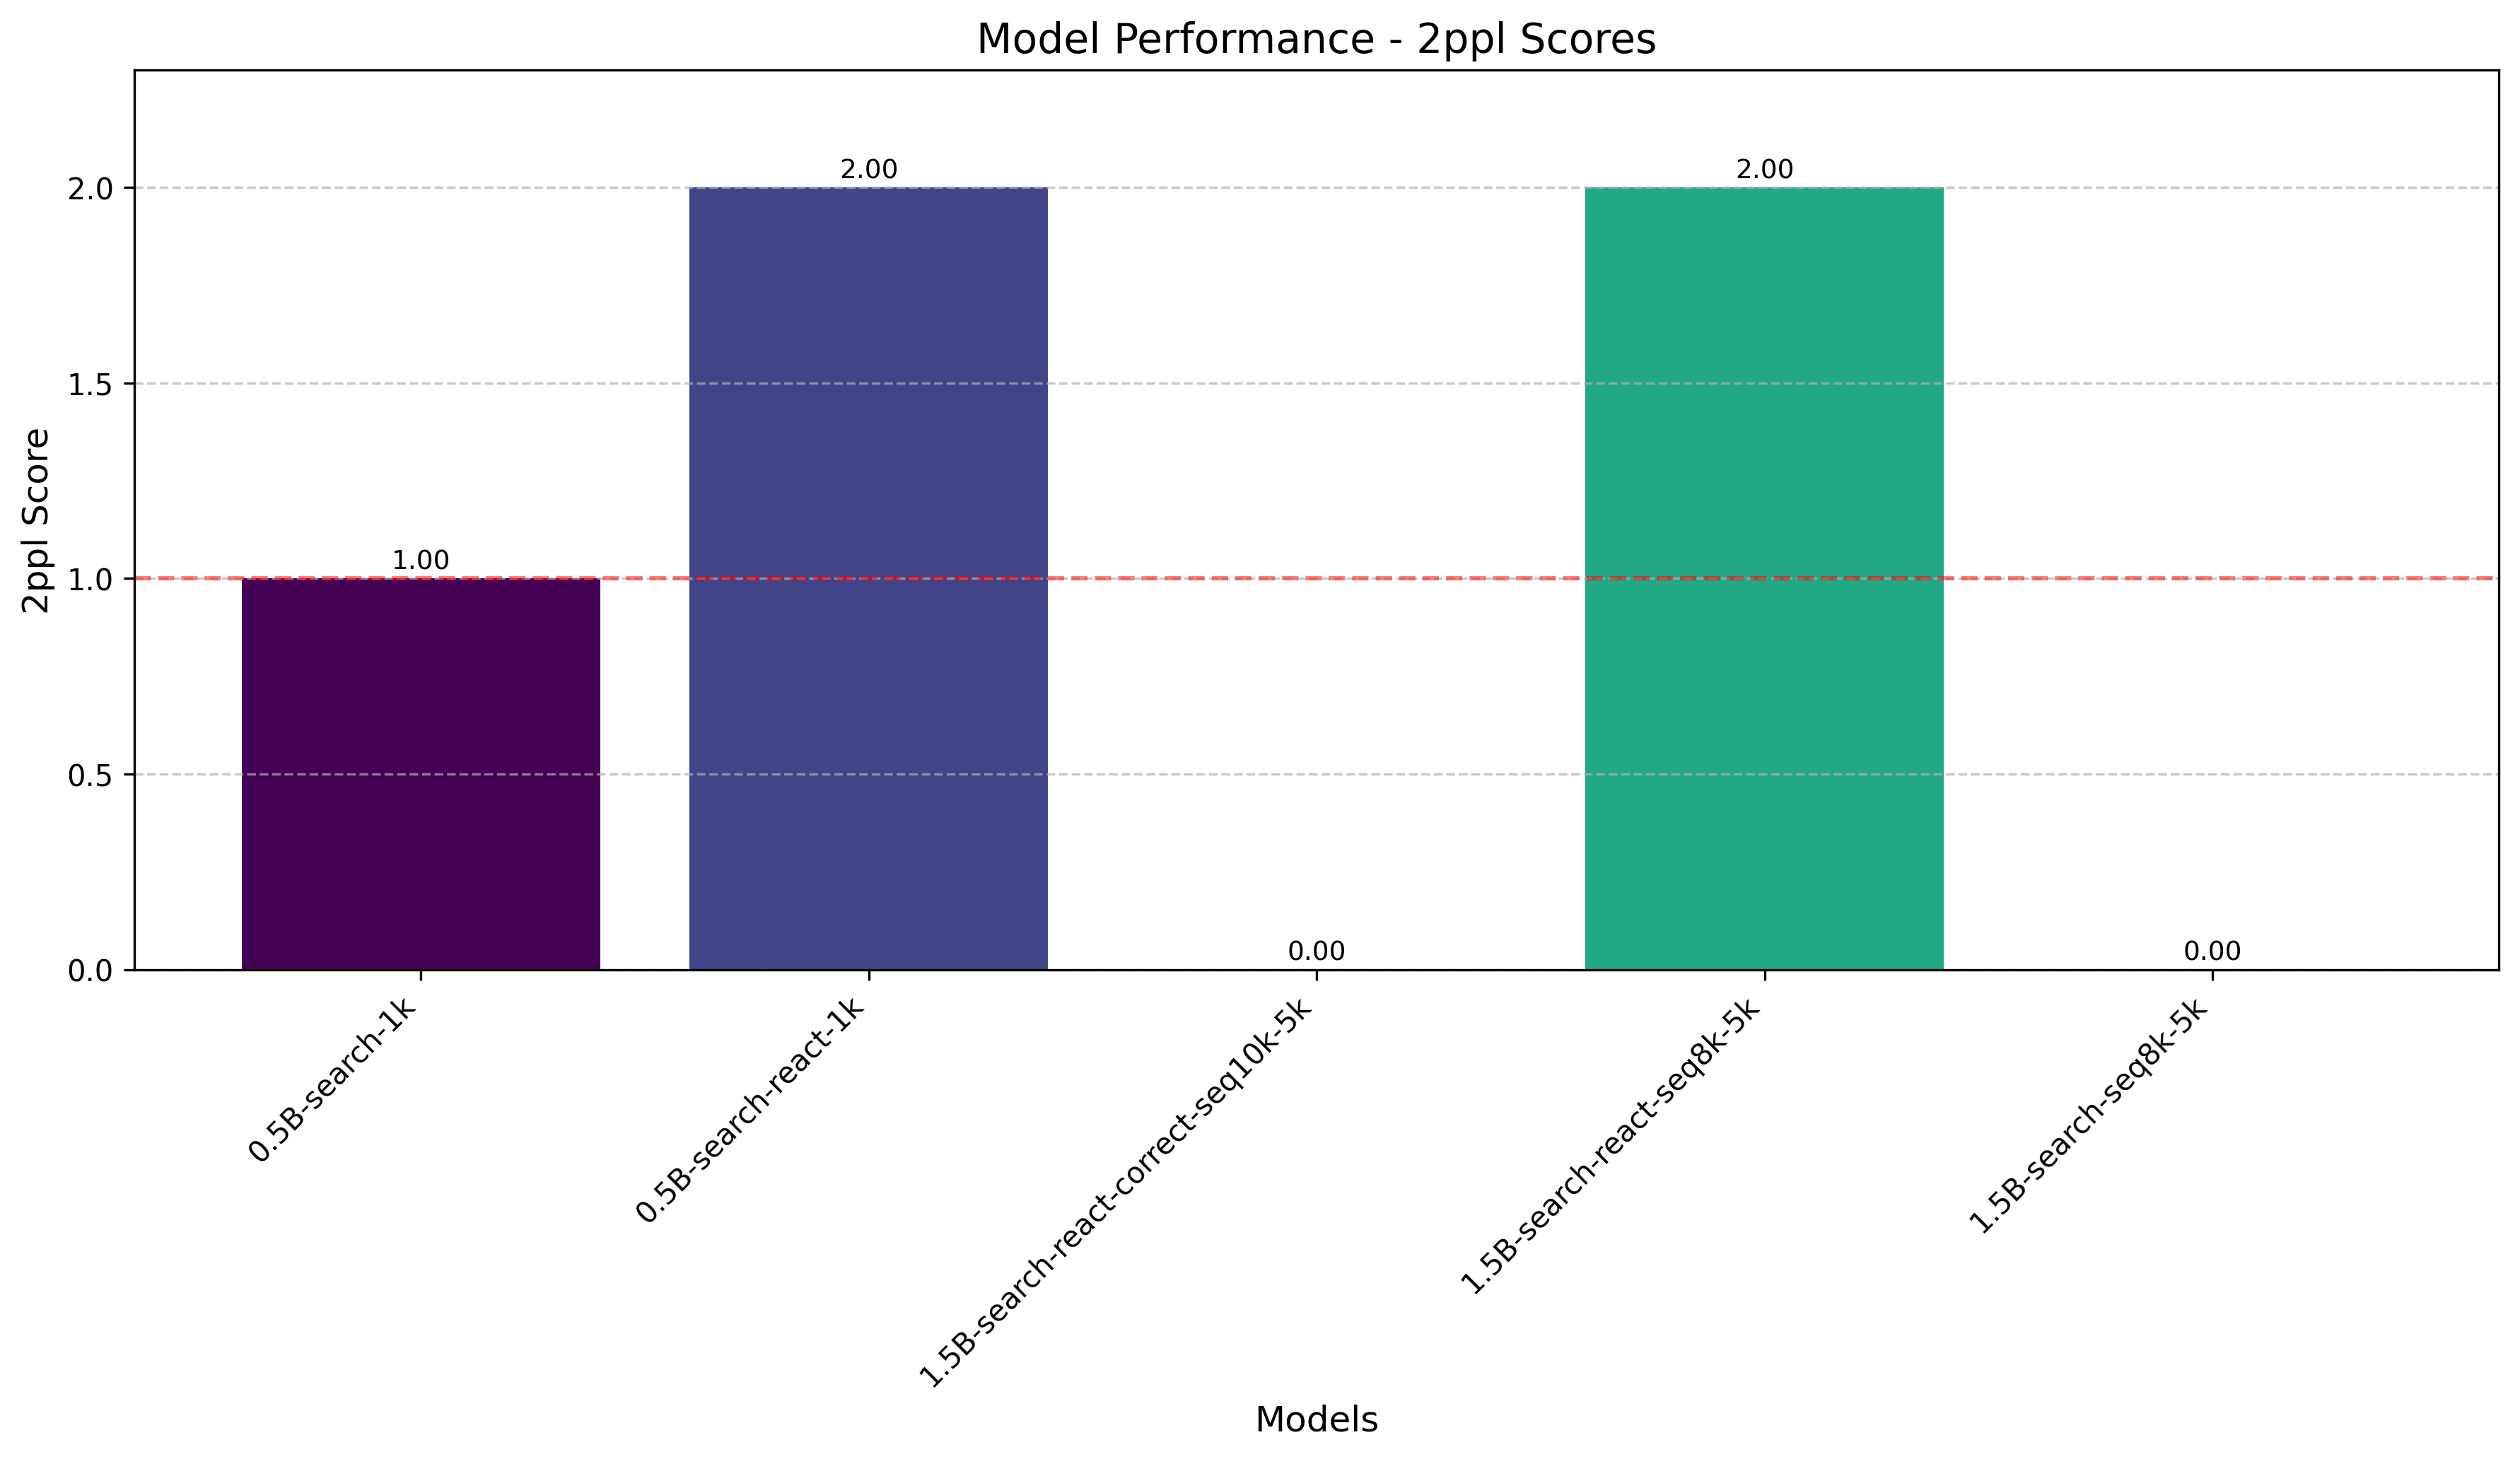 Model Performance - 2ppl Scores
2ppl Score
2.0
1.5
1.0
0.5
0.0
1.00
2.00
0.00
2.00
0.00
0.5B-search-1k
0.5B-search-react-1k
1.5B-search-react-correct-seq10k-5k
1.5B-search-react-seq8k-5k
1.5B-search-seq8k-5k
Models